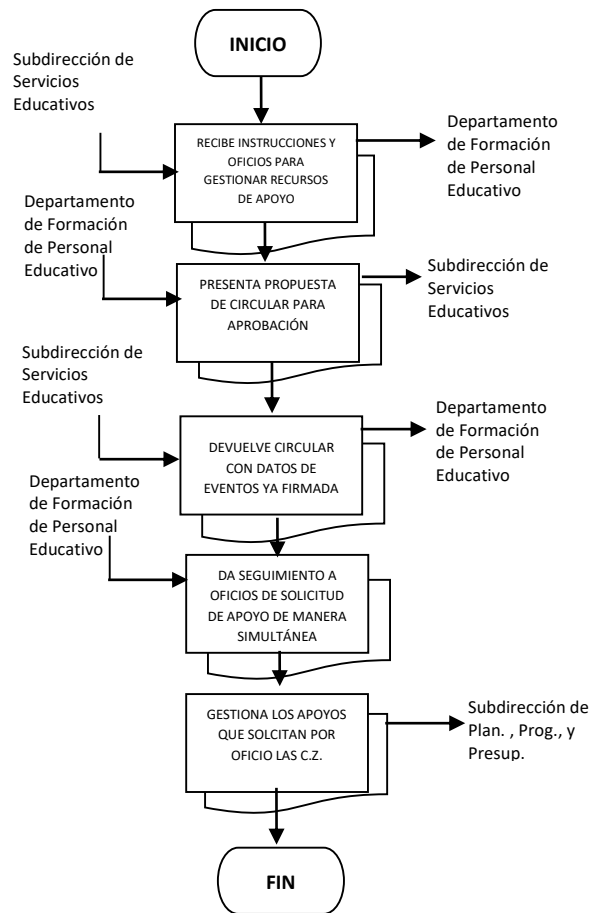 INICIO
Subdirección de
Servicios
Educativos
RECIBE INSTRUCCIONES Y
OFICIOS PARA
GESTIONAR RECURSOS
DE APOYO
Departamento
de Formación
de Personal
Educativo
Departamento
de Formación
de Personal
Educativo
PRESENTA PROPUESTA
DE CIRCULAR PARA
APROBACIÓN
Subdirección de
Servicios
Educativos
Subdirección de
Servicios
Educativos
DEVUELVE CIRCULAR
CON DATOS DE
EVENTOS YA FIRMADA
Departamento
de Formación
de Personal
Educativo
Departamento
de Formación
de Personal
Educativo
DA SEGUIMIENTO A
OFICIOS DE SOLICITUD
DE APOYO DE MANERA
SIMULTÁNEA
GESTIONA LOS APOYOS
QUE SOLCITAN POR
OFICIO LAS C.Z.
Subdirección de
Plan. , Prog., y
Presup.
FIN